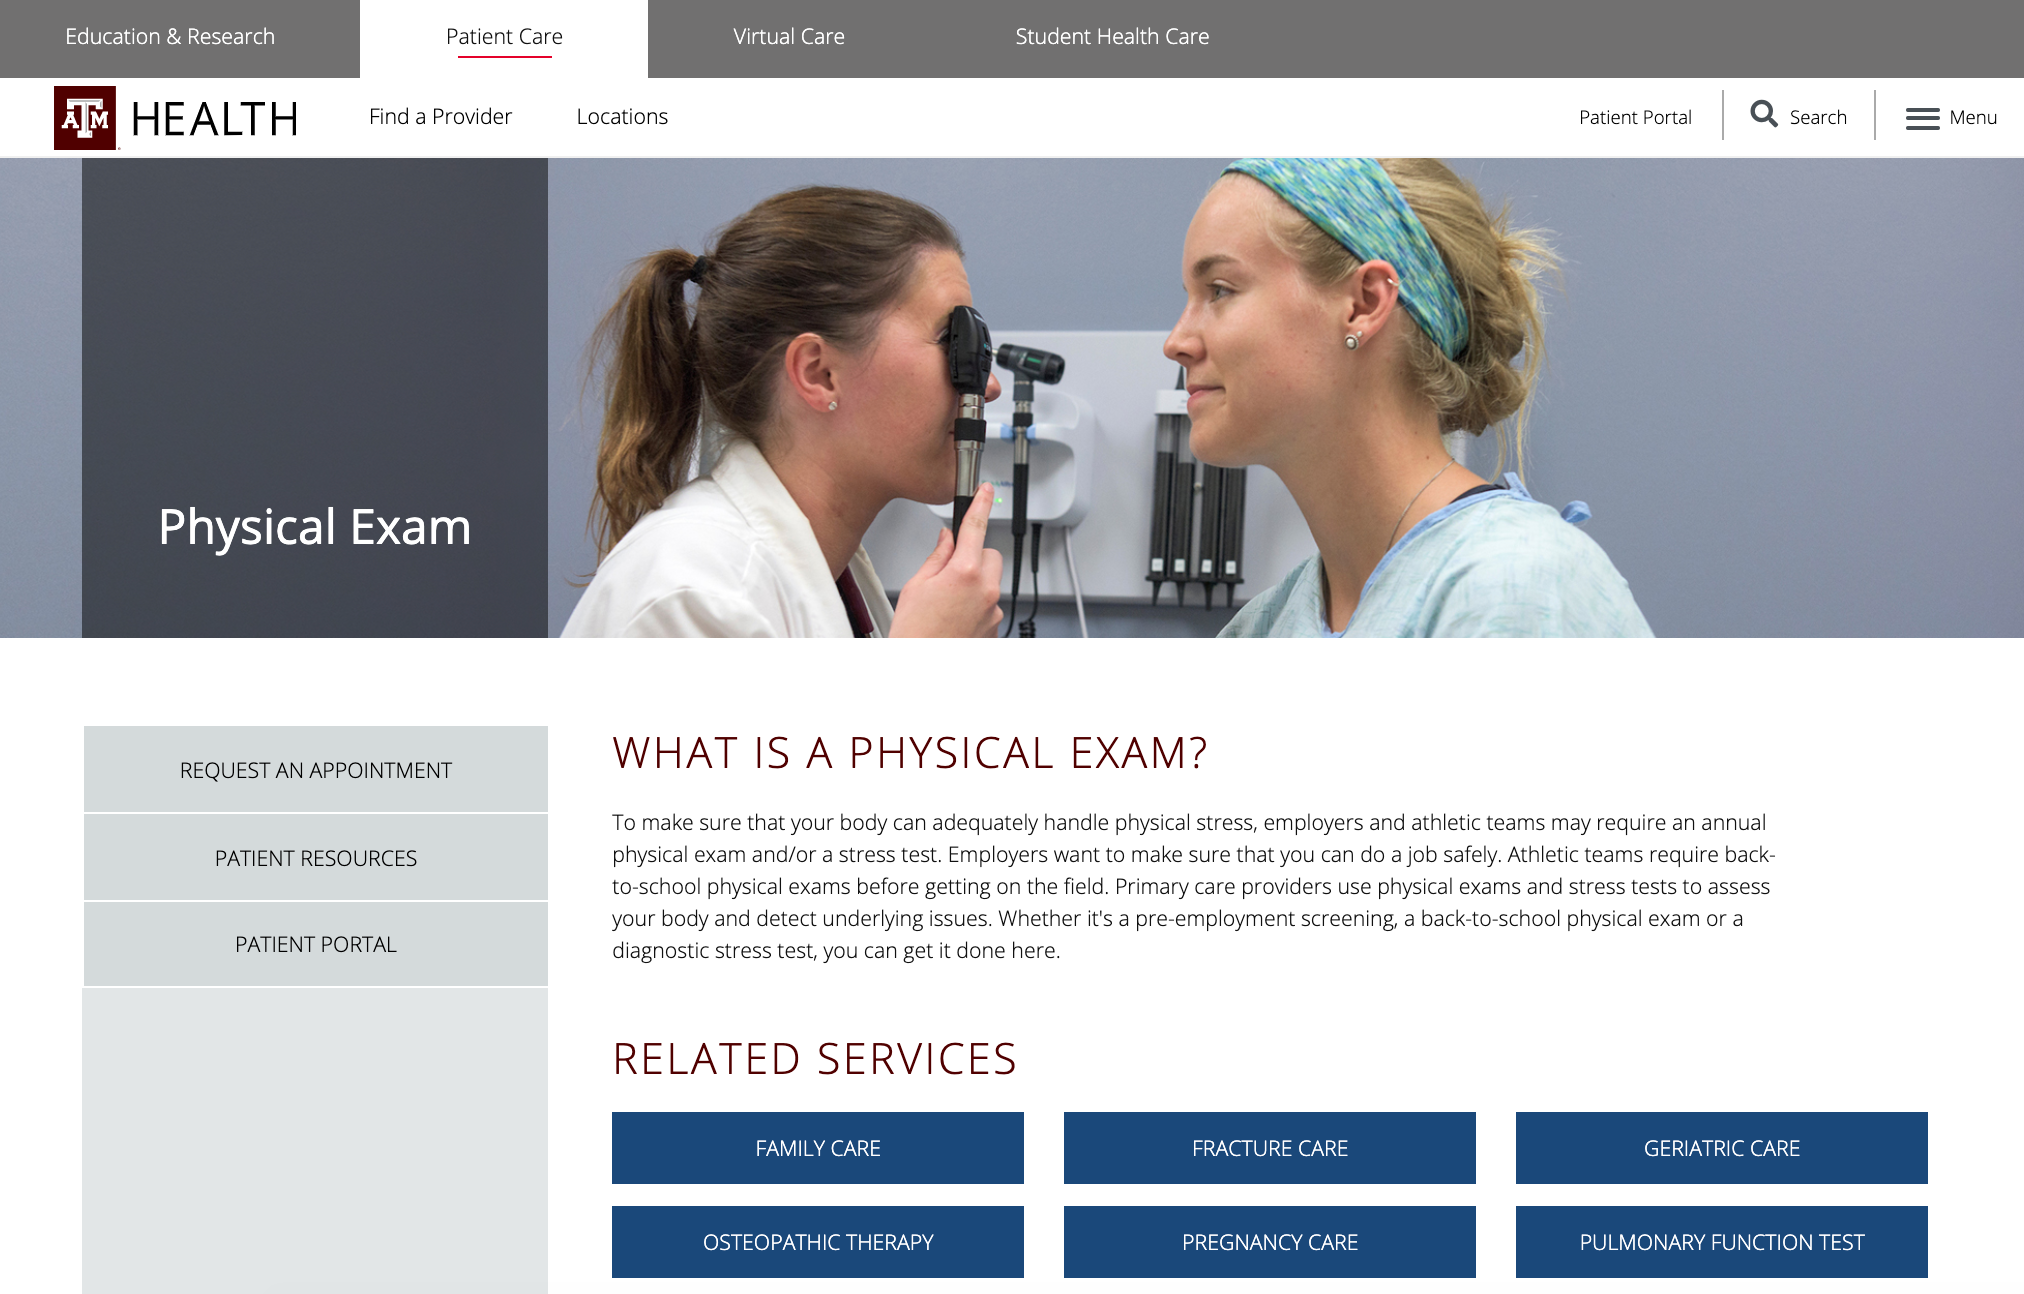 Education & Research
Patient Care
Virtual Care
Student Health Care
ATM HEALTH
Find a Provider
Locations
Patient Portal
Search
Menu
Physical Exam
REQUEST AN APPOINTMENT
PATIENT RESOURCES
PATIENT PORTAL
WHAT IS A PHYSICAL EXAM?
To make sure that your body can adequately handle physical stress, employers and athletic teams may require an annual
physical exam and/or a stress test. Employers want to make sure that you can do a job safely. Athletic teams require back-
to-school physical exams before getting on the field. Primary care providers use physical exams and stress tests to assess
your body and detect underlying issues. Whether it's a pre-employment screening, a back-to-school physical exam or a
diagnostic stress test, you can get it done here.
RELATED SERVICES
FAMILY CARE
FRACTURE CARE
GERIATRIC CARE
OSTEOPATHIC THERAPY
PREGNANCY CARE
PULMONARY FUNCTION TEST